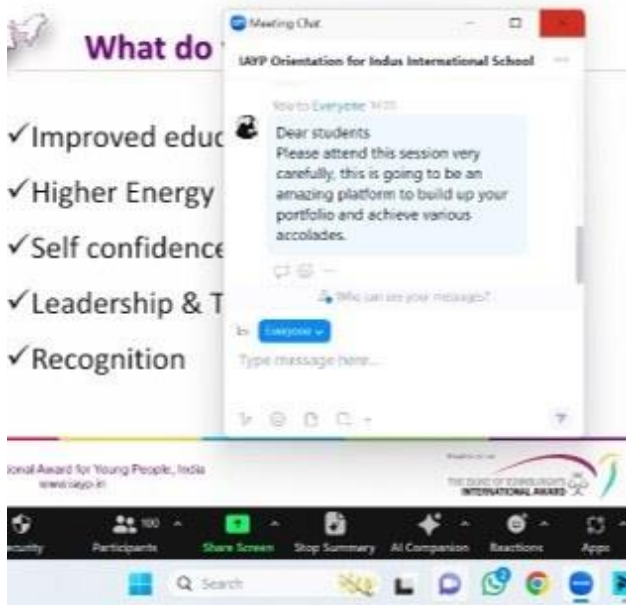 What do
Meeting Chat
IAYP Orientation for Indus International School
You to Everyone
Dear students
Please attend this session very
carefully, this is going to be an
amazing platform to build up your
portfolio and achieve various
accolades.
Who can see your messages?
Everyone
Type message here...
✓Improved educ
✓Higher Energy
✓Self confidence
✓Leadership & T
✓Recognition
ional Award for Young People, India
www.iayp.in
THE DUKE OF EDINBURGH'S
INTERNATIONAL AWARD
curity
Participants
100
Share Screen
Stop Summary
AI Companion
Reactions
Apps
Search